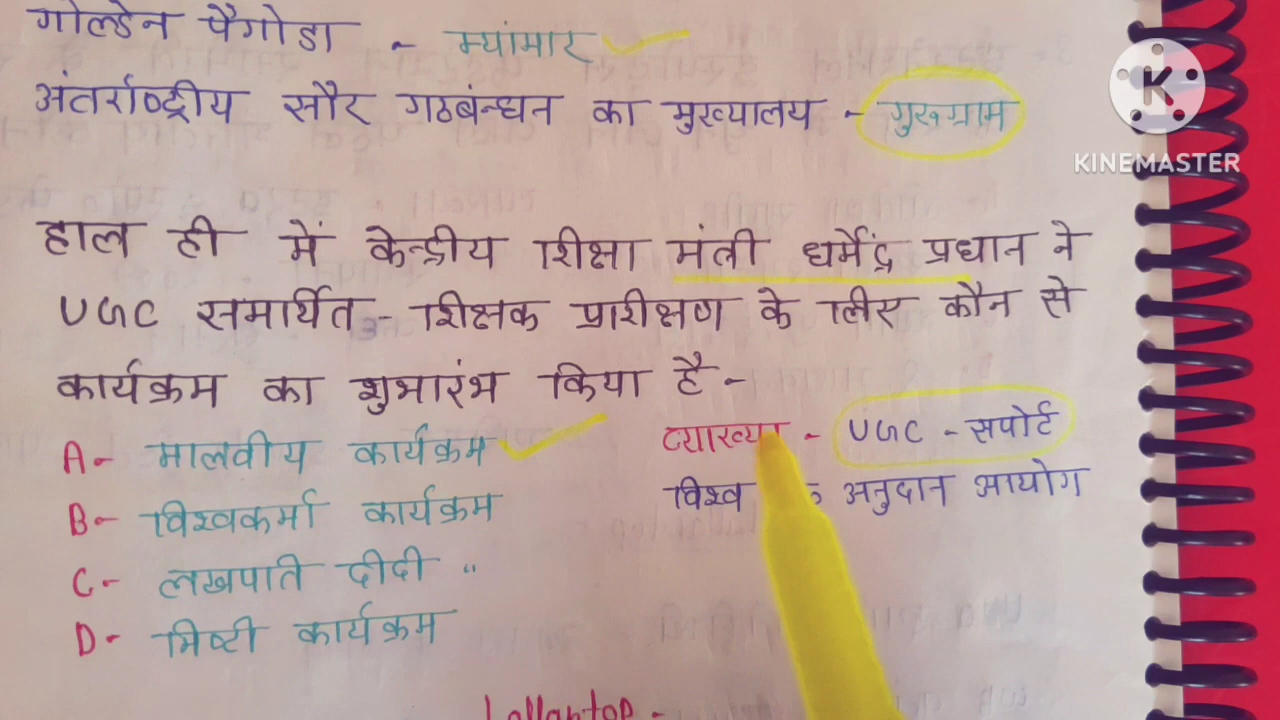 गोल्डेन पैगोडा - म्यांमार
अंतर्राष्ट्रीय सौर गठबंन्धन का मुख्यालय - गुरुग्राम
K
KINEMASTER
हाल ही में केन्द्रीय शिक्षा मंत्री धर्मेंद्र प्रधान ने
UGC समर्थित - शिक्षक प्रशिक्षण के लिए कौन से
कार्यक्रम का शुभारंभ किया है -
A- मालवीय कार्यक्रम
व्याख्या - UGC - सपोर्ट
B- विश्वकर्मा कार्यक्रम
विश्व अनुदान आयोग
C- लखपति दीदी "
D- मिष्टी कार्यक्रम